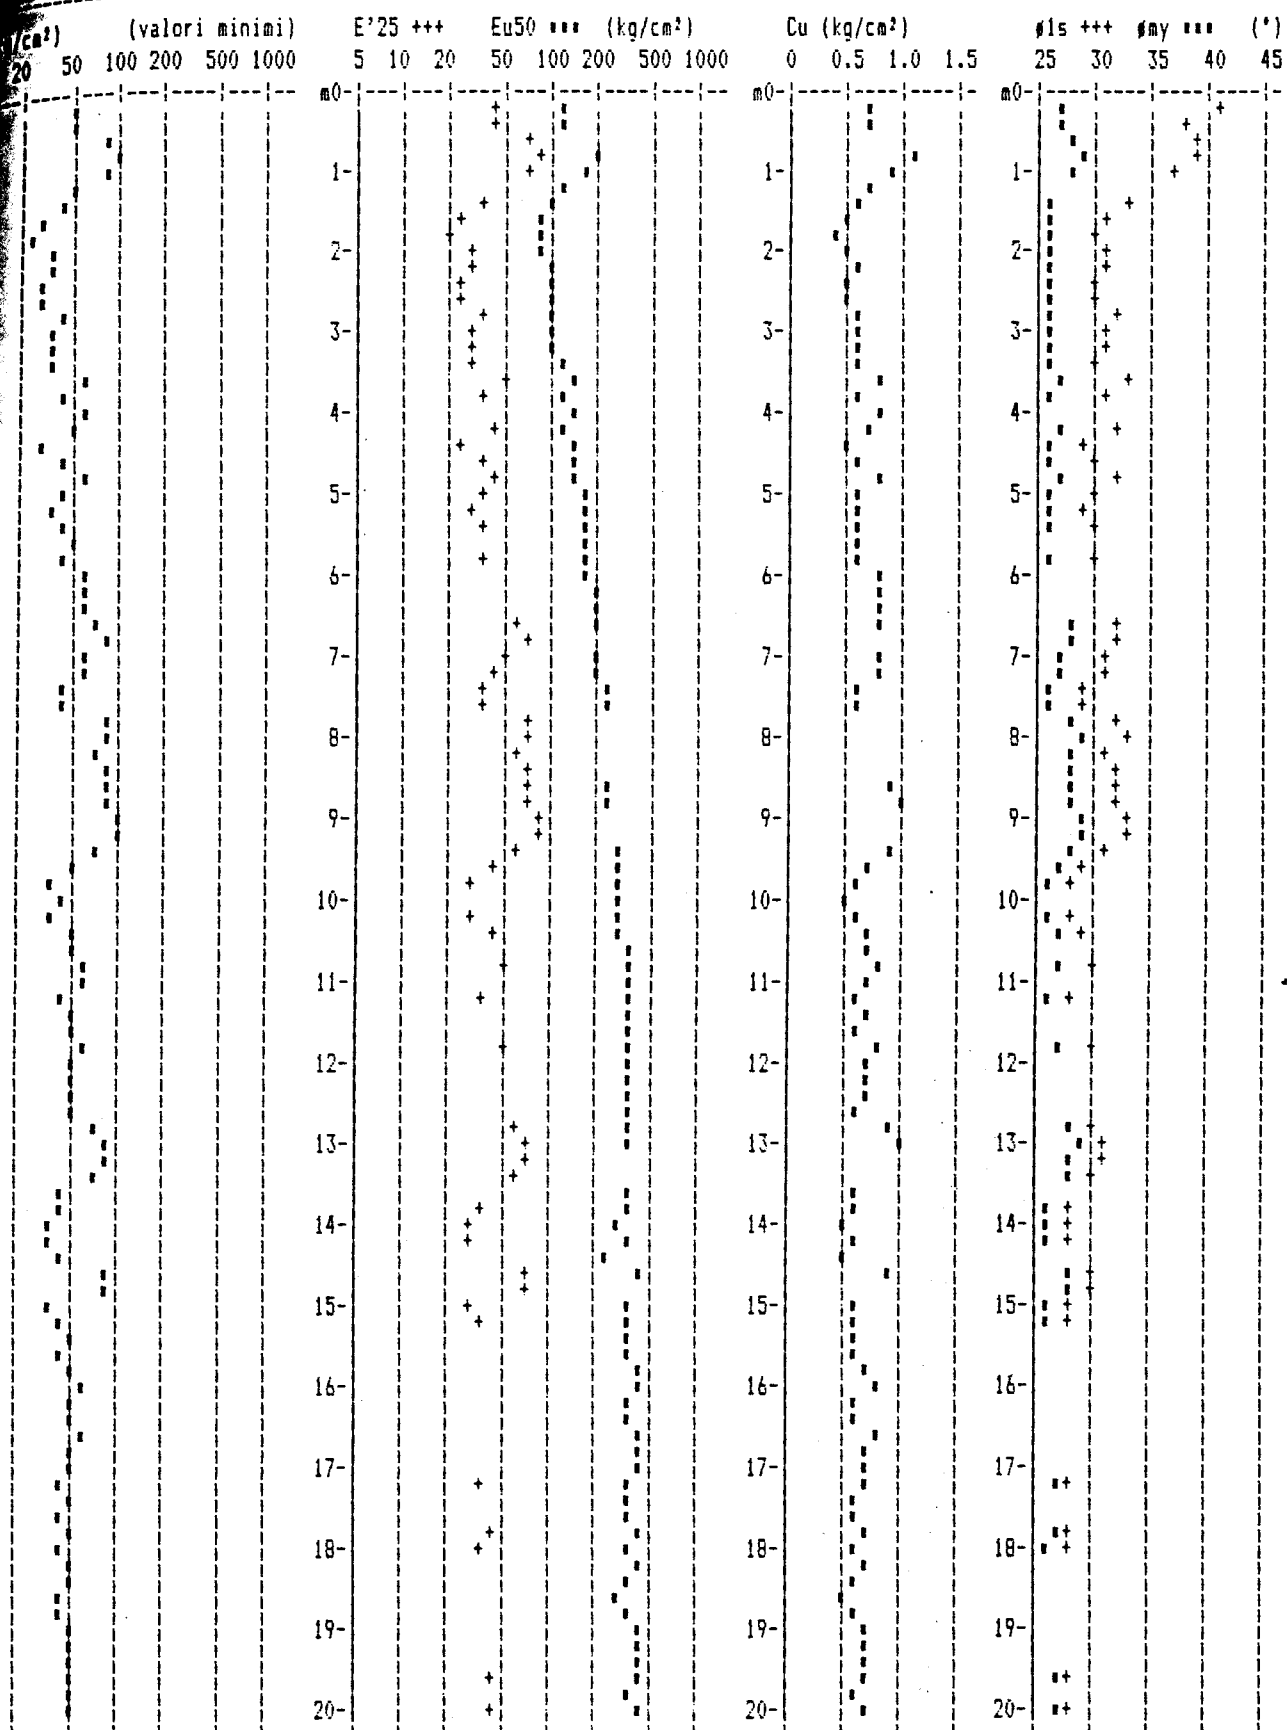 /cm²) (valori minimi) E'25 +++ Eu50 ▪▪▪ (kg/cm²) Cu (kg/cm²) ø1s +++ ømy ▪▪▪ (°)
20 50 100 200 500 1000 5 10 20 50 100 200 500 1000 0 0.5 1.0 1.5 25 30 35 40 45
m0 m0 m0
1- 1- 1-
2- 2- 2-
3- 3- 3-
4- 4- 4-
5- 5- 5-
6- 6- 6-
7- 7- 7-
8- 8- 8-
9- 9- 9-
10- 10- 10-
11- 11- 11-
12- 12- 12-
13- 13- 13-
14- 14- 14-
15- 15- 15-
16- 16- 16-
17- 17- 17-
18- 18- 18-
19- 19- 19-
20- 20- 20-